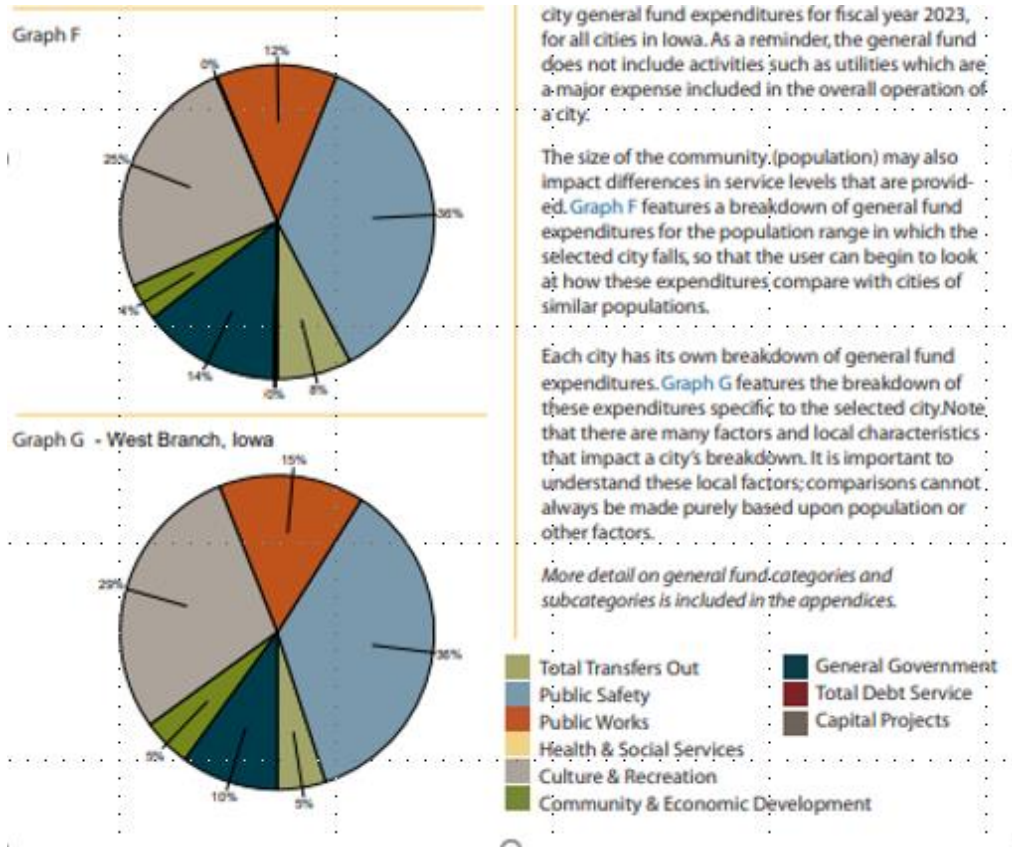 Graph F
12%
0%
25%
36%
4%
14%
8%
Graph G - West Branch, Iowa
15%
29%
36%
5%
10%
5%
city general fund expenditures for fiscal year 2023,
for all cities in Iowa. As a reminder, the general fund
does not include activities such as utilities which are
a major expense included in the overall operation of
a city.
The size of the community (population) may also
impact differences in service levels that are provid-
ed. Graph F features a breakdown of general fund
expenditures for the population range in which the
selected city falls, so that the user can begin to look
at how these expenditures compare with cities of
similar populations.
Each city has its own breakdown of general fund
expenditures. Graph G features the breakdown of
these expenditures specific to the selected city.Note
that there are many factors and local characteristics
that impact a city's breakdown. It is important to
understand these local factors; comparisons cannot
always be made purely based upon population or
other factors.
More detail on general fund categories and
subcategories is included in the appendices.
Total Transfers Out
Public Safety
Public Works
Health & Social Services
Culture & Recreation
Community & Economic Development
General Government
Total Debt Service
Capital Projects